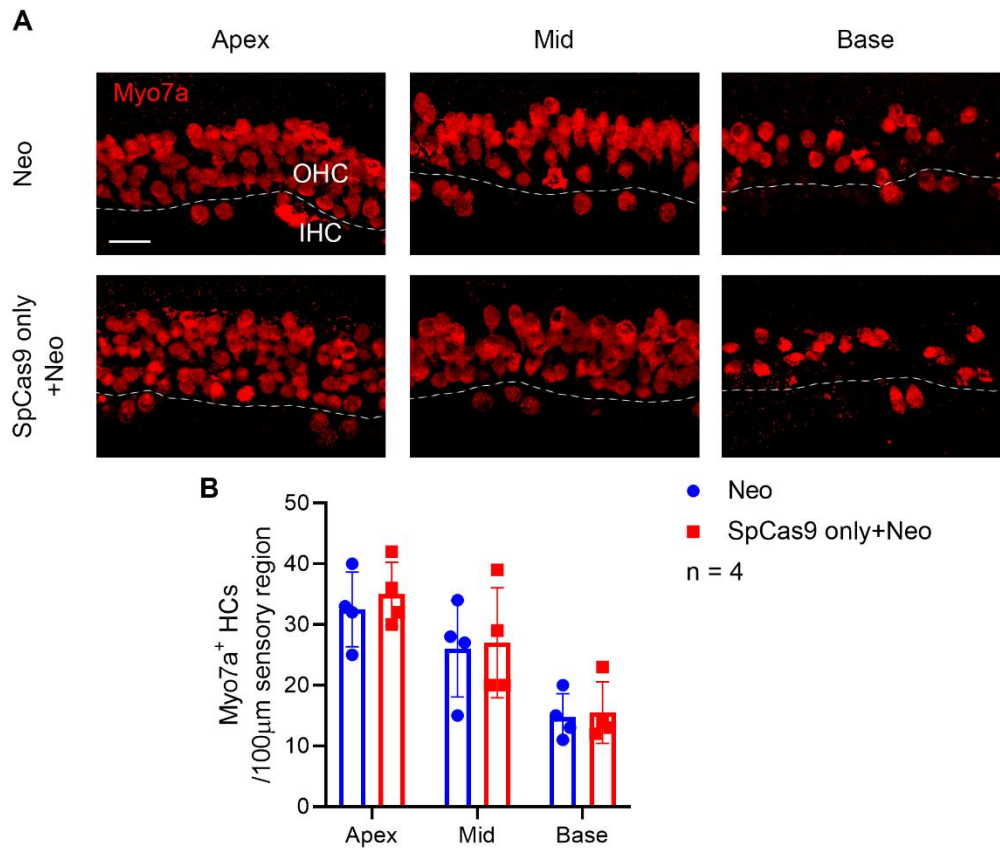 A
Apex
Mid
Base
Neo
Myo7a
OHC
IHC
SpCas9 only
+Neo
B
Myo7a⁺ HCs
/100μm sensory region
50
40
30
20
10
0
Apex
Mid
Base
Neo
SpCas9 only+Neo
n = 4